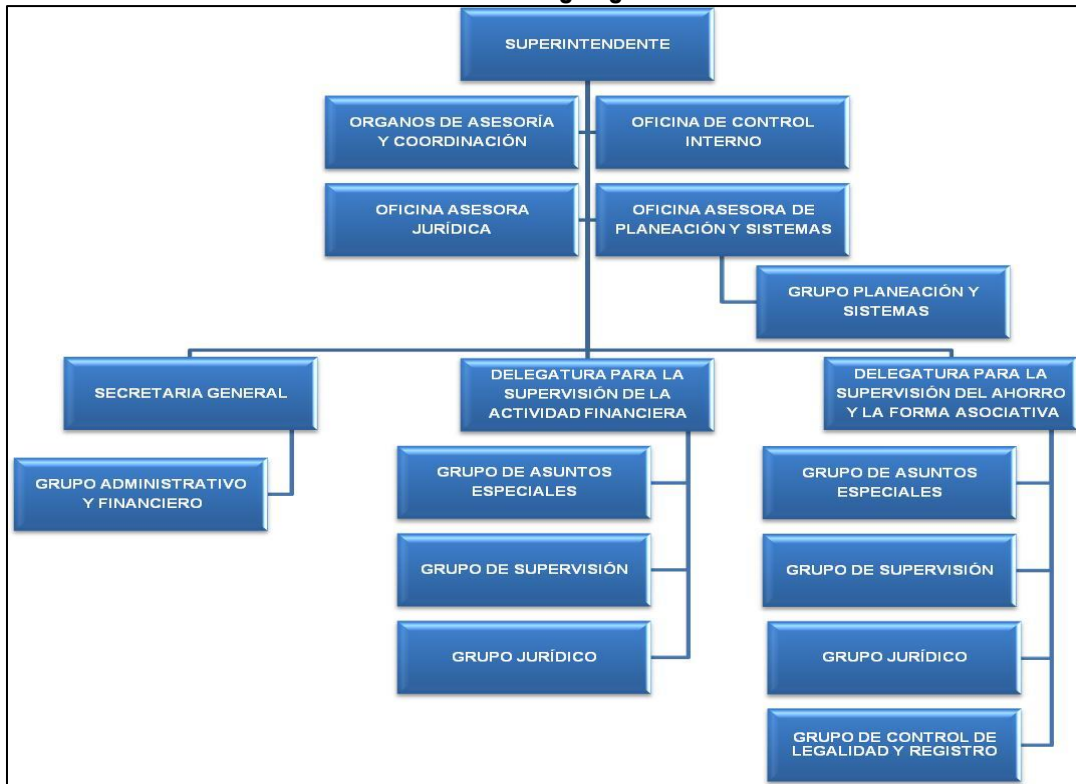 SUPERINTENDENTE
ORGANOS DE ASESORÍA
Y COORDINACIÓN
OFICINA DE CONTROL
INTERNO
OFICINA ASESORA
JURÍDICA
OFICINA ASESORA DE
PLANEACIÓN Y SISTEMAS
GRUPO PLANEACIÓN Y
SISTEMAS
SECRETARIA GENERAL
DELEGATURA PARA LA
SUPERVISIÓN DE LA
ACTIVIDAD FINANCIERA
DELEGATURA PARA LA
SUPERVISIÓN DEL AHORRO
Y LA FORMA ASOCIATIVA
GRUPO ADMINISTRATIVO
Y FINANCIERO
GRUPO DE ASUNTOS
ESPECIALES
GRUPO DE ASUNTOS
ESPECIALES
GRUPO DE SUPERVISIÓN
GRUPO DE SUPERVISIÓN
GRUPO JURÍDICO
GRUPO JURÍDICO
GRUPO DE CONTROL DE
LEGALIDAD Y REGISTRO